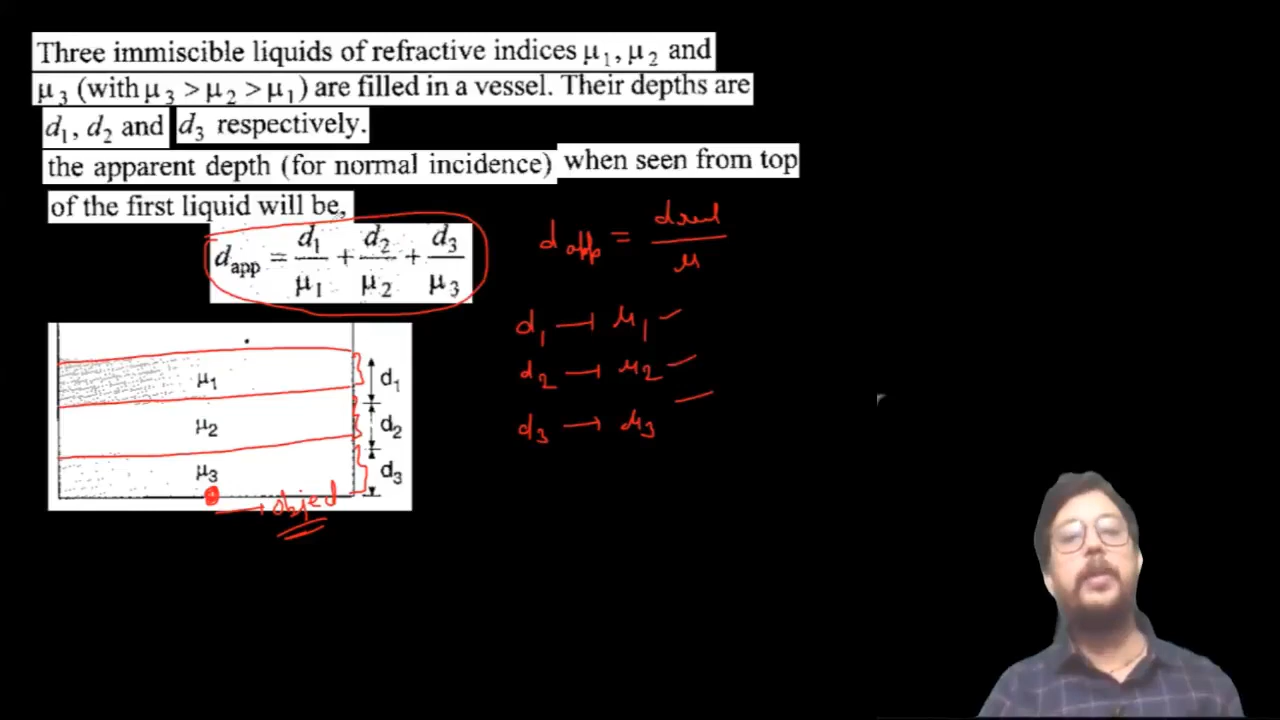 Three immiscible liquids of refractive indices μ₁, μ₂ and
μ₃ (with μ₃ > μ₂ > μ₁) are filled in a vessel. Their depths are
d₁, d₂ and d₃ respectively.
the apparent depth (for normal incidence) when seen from top
of the first liquid will be,
d_app = d₁/μ₁ + d₂/μ₂ + d₃/μ₃
d_app = d real/μ
d₁ → μ₁
d₂ → μ₂
d₃ → μ₃
μ₁ d₁
μ₂ d₂
μ₃ d₃
→ object